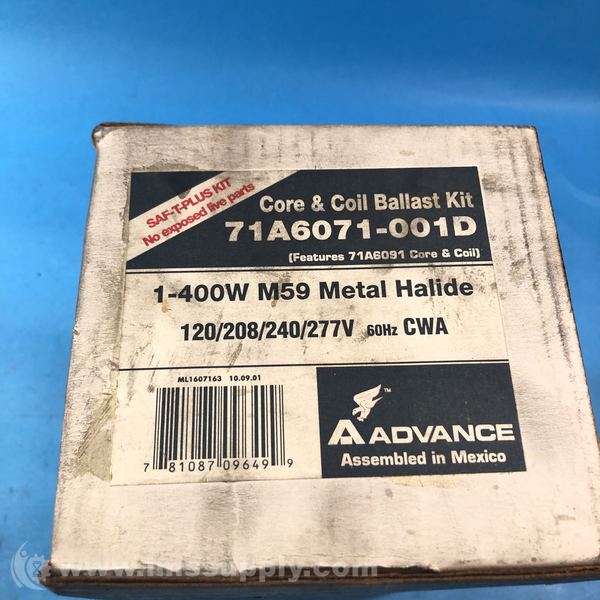 SAF-T-PLUS KIT
No exposed live parts
Core & Coil Ballast Kit
71A6071-001D
(Features 71A6091 Core & Coil)
1-400W M59 Metal Halide
120/208/240/277V 60Hz CWA
ML1607163 10.09.01
7 81087 09649 9
ADVANCE
TM
Assembled in Mexico
www.imssupply.com